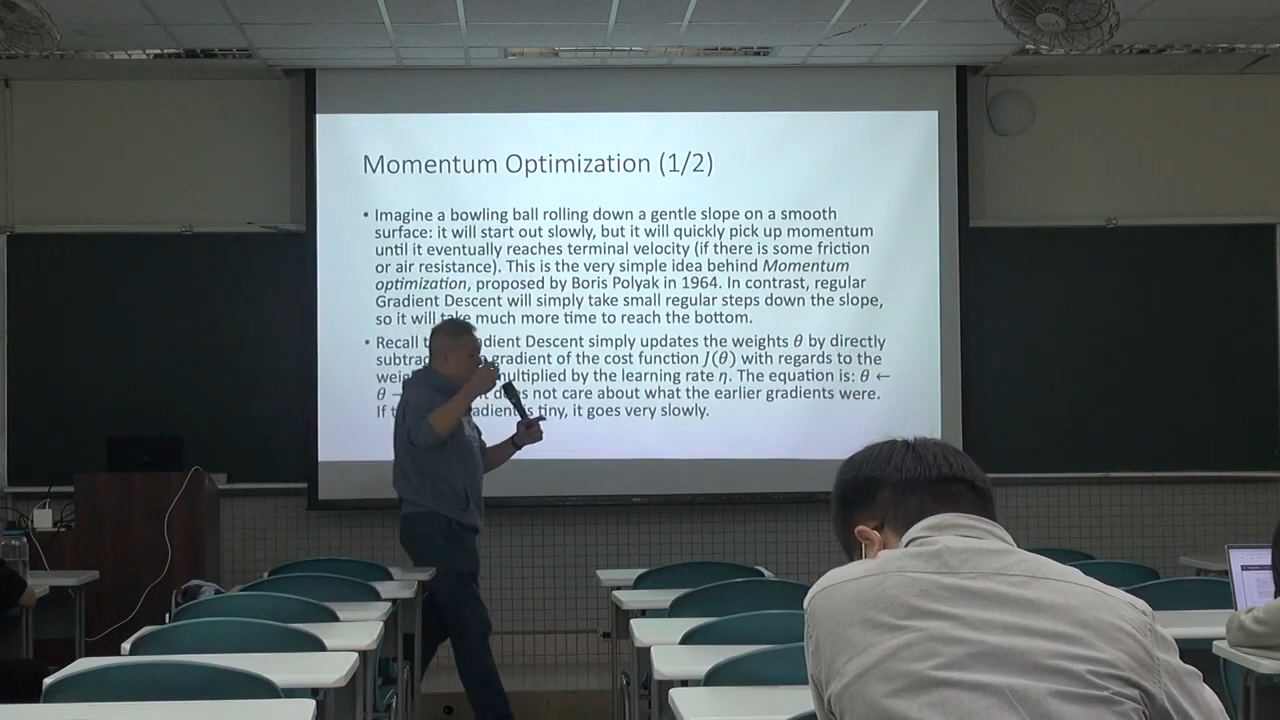 Momentum Optimization (1/2)
• Imagine a bowling ball rolling down a gentle slope on a smooth
surface: it will start out slowly, but it will quickly pick up momentum
until it eventually reaches terminal velocity (if there is some friction
or air resistance). This is the very simple idea behind Momentum
optimization, proposed by Boris Polyak in 1964. In contrast, regular
Gradient Descent will simply take small regular steps down the slope,
so it will take much more time to reach the bottom.
• Recall Descent simply updates the weights θ by directly
gradient of the cost function J(θ) with regards to the
multiplied by the learning rate η. The equation is: θ ←
θ − does not care about what the earlier gradients were.
If is tiny, it goes very slowly.